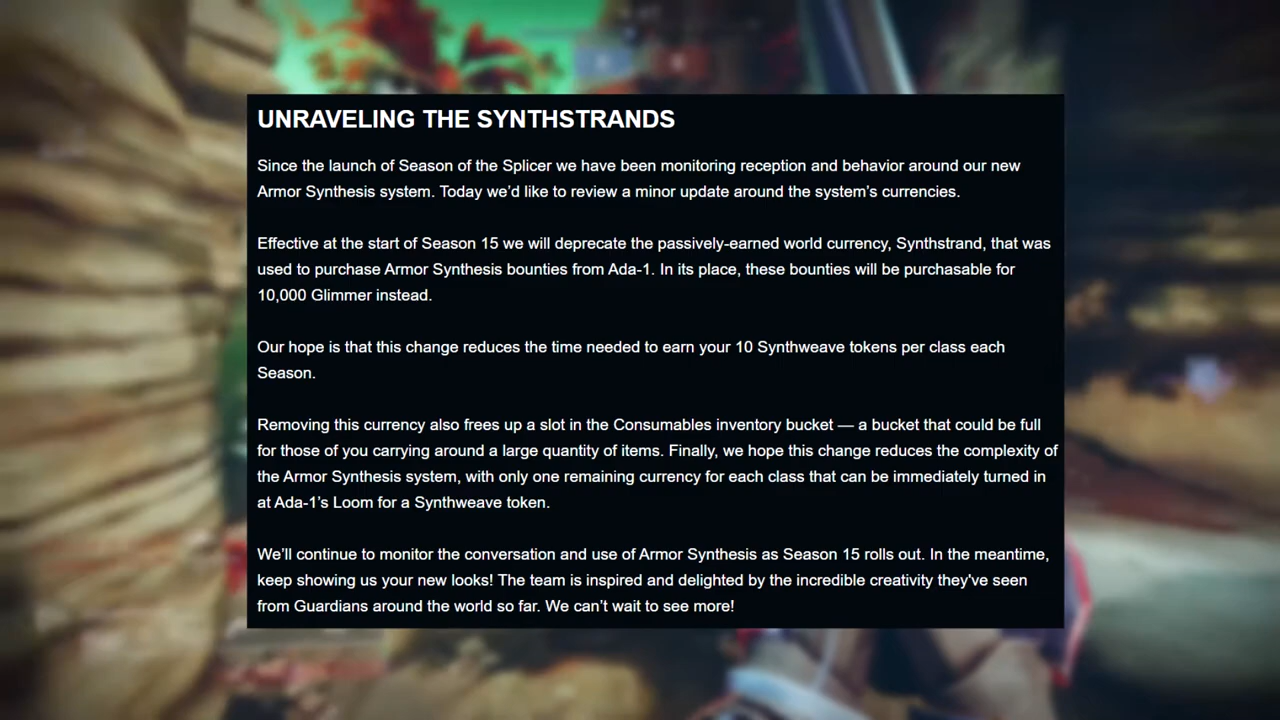 UNRAVELING THE SYNTHSTRANDS
Since the launch of Season of the Splicer we have been monitoring reception and behavior around our new
Armor Synthesis system. Today we’d like to review a minor update around the system’s currencies.
Effective at the start of Season 15 we will deprecate the passively-earned world currency, Synthstrand, that was
used to purchase Armor Synthesis bounties from Ada-1. In its place, these bounties will be purchasable for
10,000 Glimmer instead.
Our hope is that this change reduces the time needed to earn your 10 Synthweave tokens per class each
Season.
Removing this currency also frees up a slot in the Consumables inventory bucket — a bucket that could be full
for those of you carrying around a large quantity of items. Finally, we hope this change reduces the complexity of
the Armor Synthesis system, with only one remaining currency for each class that can be immediately turned in
at Ada-1’s Loom for a Synthweave token.
We’ll continue to monitor the conversation and use of Armor Synthesis as Season 15 rolls out. In the meantime,
keep showing us your new looks! The team is inspired and delighted by the incredible creativity they've seen
from Guardians around the world so far. We can’t wait to see more!